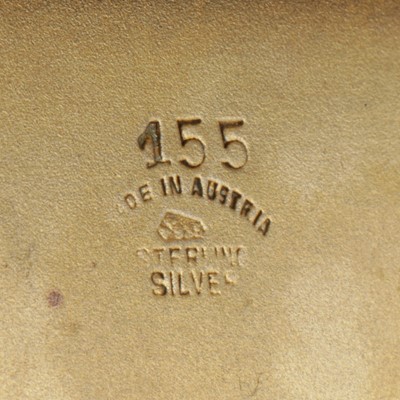 155
DE IN AUSTRIA
STERLING
SILVER